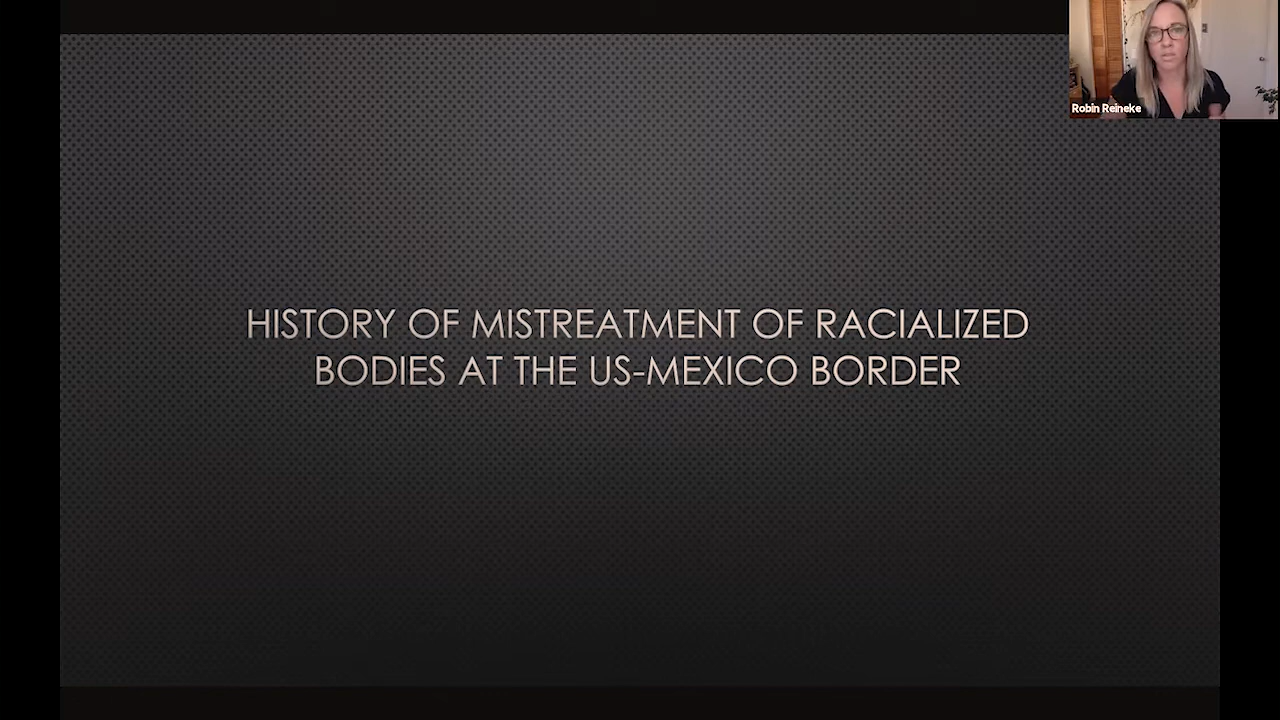 Robin Reineke
HISTORY OF MISTREATMENT OF RACIALIZED
BODIES AT THE US-MEXICO BORDER